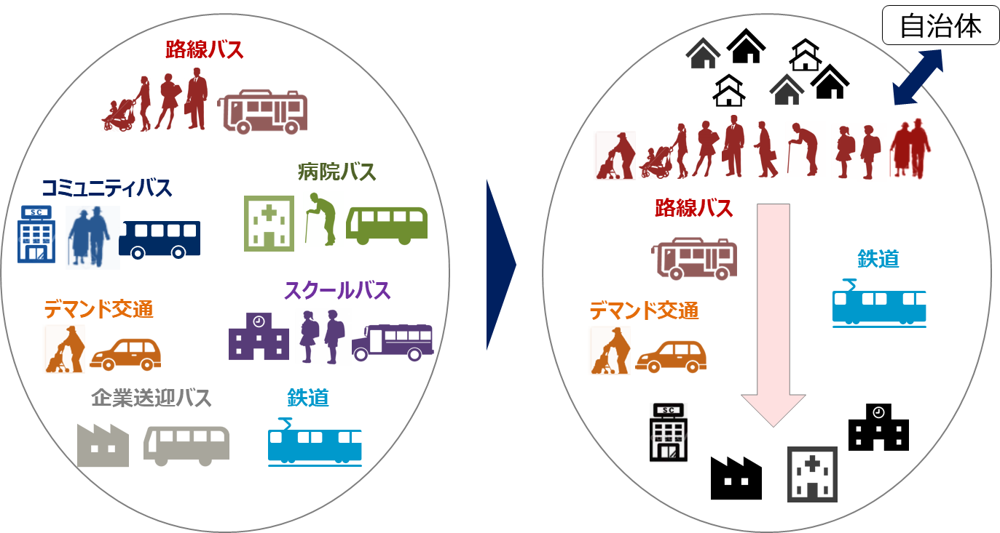 路線バス
病院バス
コミュニティバス
SC
スクールバス
デマンド交通
企業送迎バス
鉄道
自治体
路線バス
鉄道
デマンド交通
SC